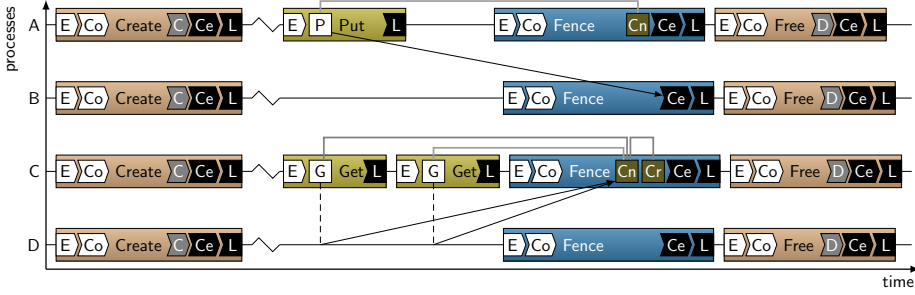 processes
A E Co Create C Ce L E P Put L E Co Fence Cn Ce L E Co Free D Ce L
B E Co Create C Ce L E Co Fence Ce L E Co Free D Ce L
C E Co Create C Ce L E G Get L E G Get L E Co Fence Cn Cr Ce L E Co Free D Ce L
D E Co Create C Ce L E Co Fence Ce L E Co Free D Ce L
time